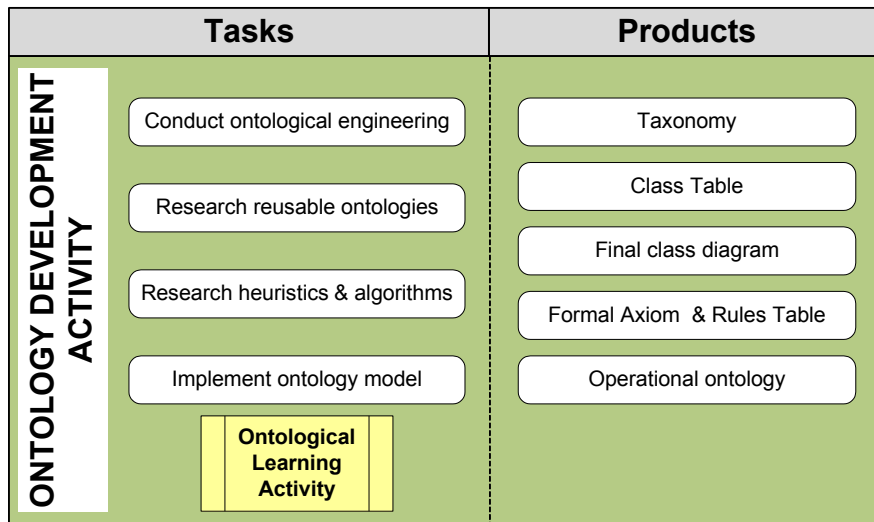 Tasks
Products
ONTOLOGY DEVELOPMENT
ACTIVITY
Conduct ontological engineering
Research reusable ontologies
Research heuristics & algorithms
Implement ontology model
Ontological
Learning
Activity
Taxonomy
Class Table
Final class diagram
Formal Axiom & Rules Table
Operational ontology